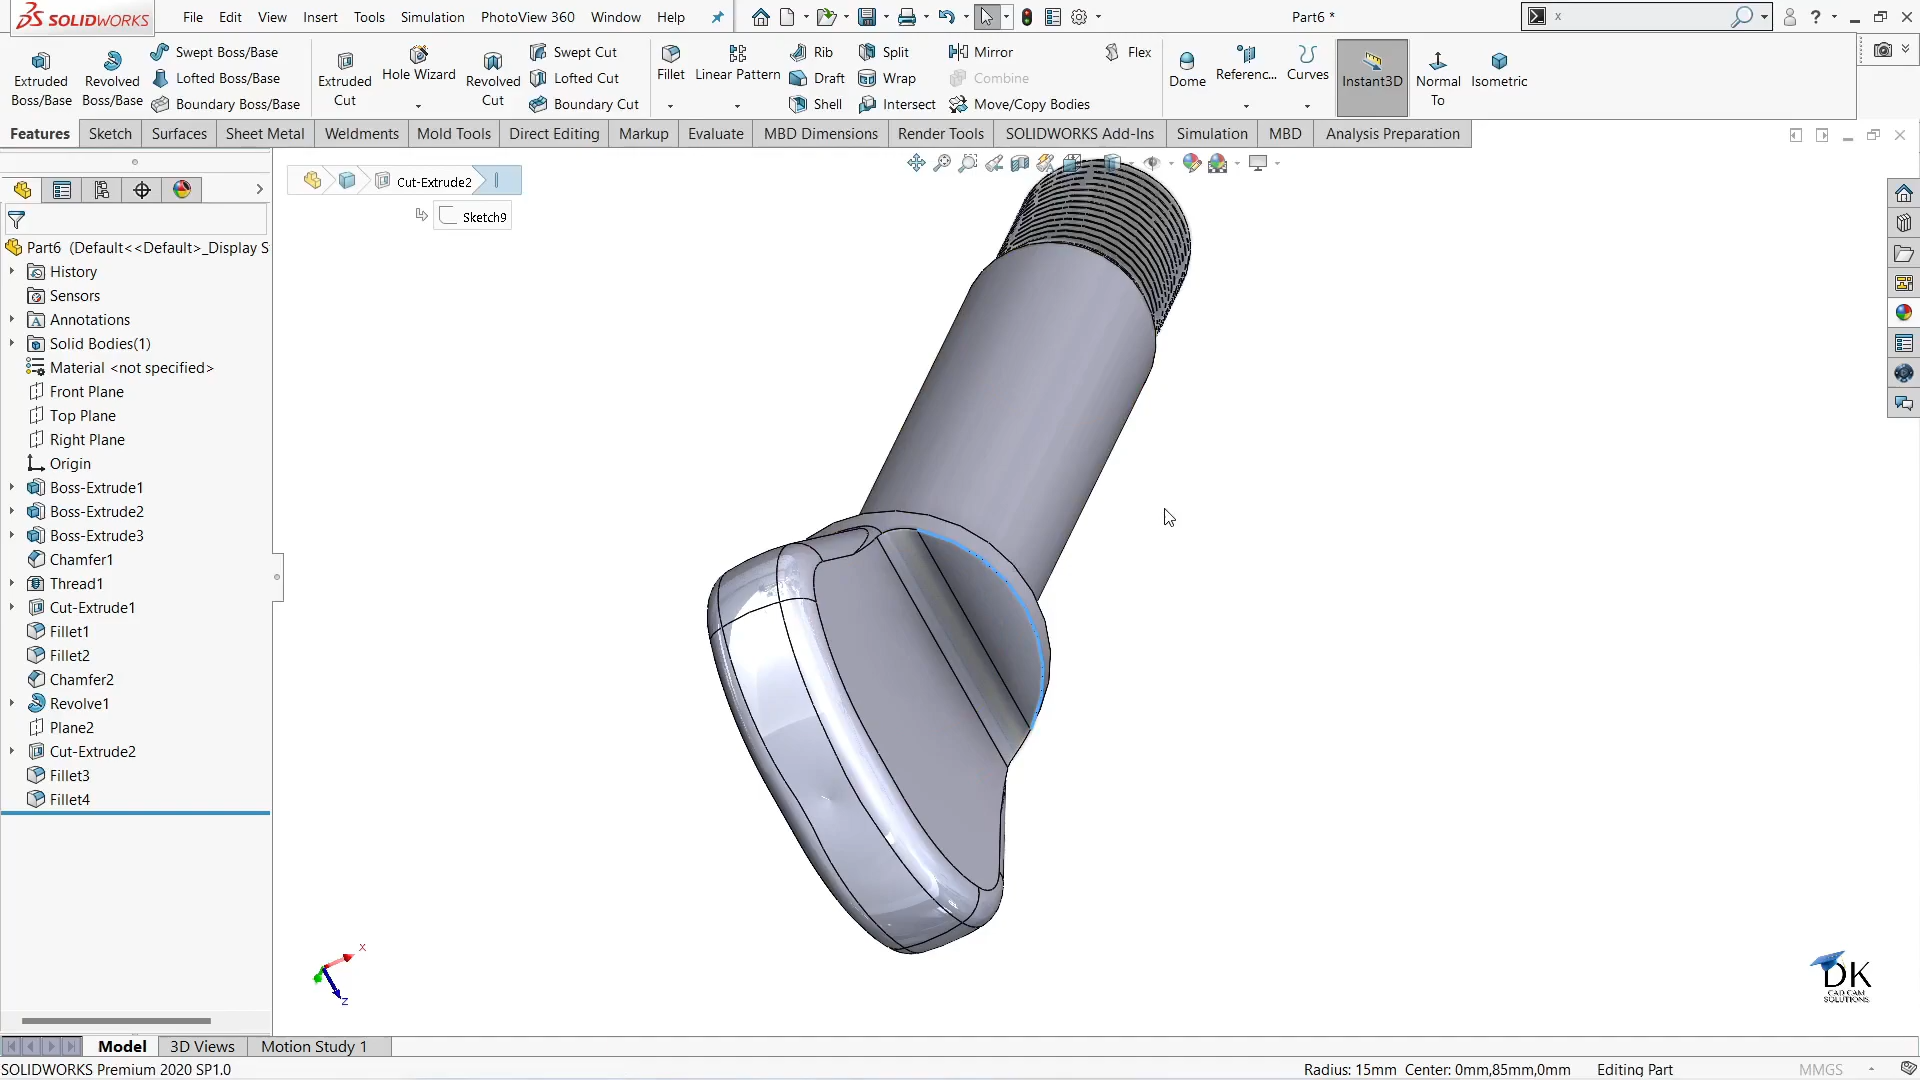 SOLIDWORKS File Edit View Insert Tools Simulation PhotoView 360 Window Help Part6 * x ?
Extruded Boss/Base
Revolved Boss/Base
Swept Boss/Base
Lofted Boss/Base
Boundary Boss/Base
Extruded Cut
Hole Wizard
Revolved Cut
Swept Cut
Lofted Cut
Boundary Cut
Fillet
Linear Pattern
Rib
Draft
Shell
Split
Wrap
Intersect
Mirror
Combine
Move/Copy Bodies
Flex
Dome
Referenc...
Curves
Instant3D
Normal To
Isometric
Features Sketch Surfaces Sheet Metal Weldments Mold Tools Direct Editing Markup Evaluate MBD Dimensions Render Tools SOLIDWORKS Add-Ins Simulation MBD Analysis Preparation
Cut-Extrude2
Sketch9
Part6 (Default<<Default>_Display S
History
Sensors
Annotations
Solid Bodies(1)
Material <not specified>
Front Plane
Top Plane
Right Plane
Origin
Boss-Extrude1
Boss-Extrude2
Boss-Extrude3
Chamfer1
Thread1
Cut-Extrude1
Fillet1
Fillet2
Chamfer2
Revolve1
Plane2
Cut-Extrude2
Fillet3
Fillet4
x
z
DK
CAD CAM
SOLUTIONS
Model 3D Views Motion Study 1
SOLIDWORKS Premium 2020 SP1.0 Radius: 15mm Center: 0mm,85mm,0mm Editing Part MMGS